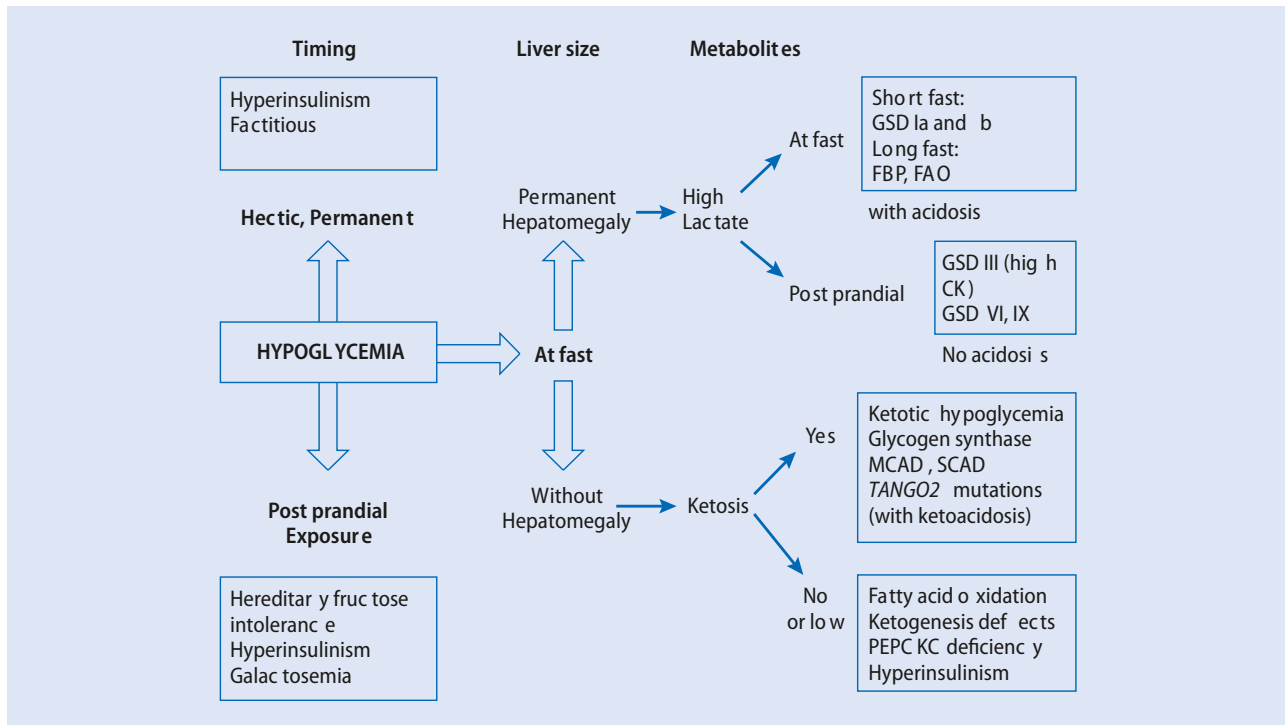 Timing
Liver size
Metabolites
Hyperinsulinism
Factitious
Hectic, Permanent
HYPOGLYCEMIA
Post prandial
Exposure
Hereditary fructose
intolerance
Hyperinsulinism
Galactosemia
Permanent
Hepatomegaly
At fast
Without
Hepatomegaly
High
Lactate
Ketosis
At fast
Short fast:
GSD Ia and b
Long fast:
FBP, FAO
with acidosis
Post prandial
GSD III (high
CK)
GSD VI, IX
No acidosis
Yes
Ketotic hypoglycemia
Glycogen synthase
MCAD, SCAD
TANGO2 mutations
(with ketoacidosis)
No
or low
Fatty acid oxidation
Ketogenesis defects
PEPCKC deficiency
Hyperinsulinism